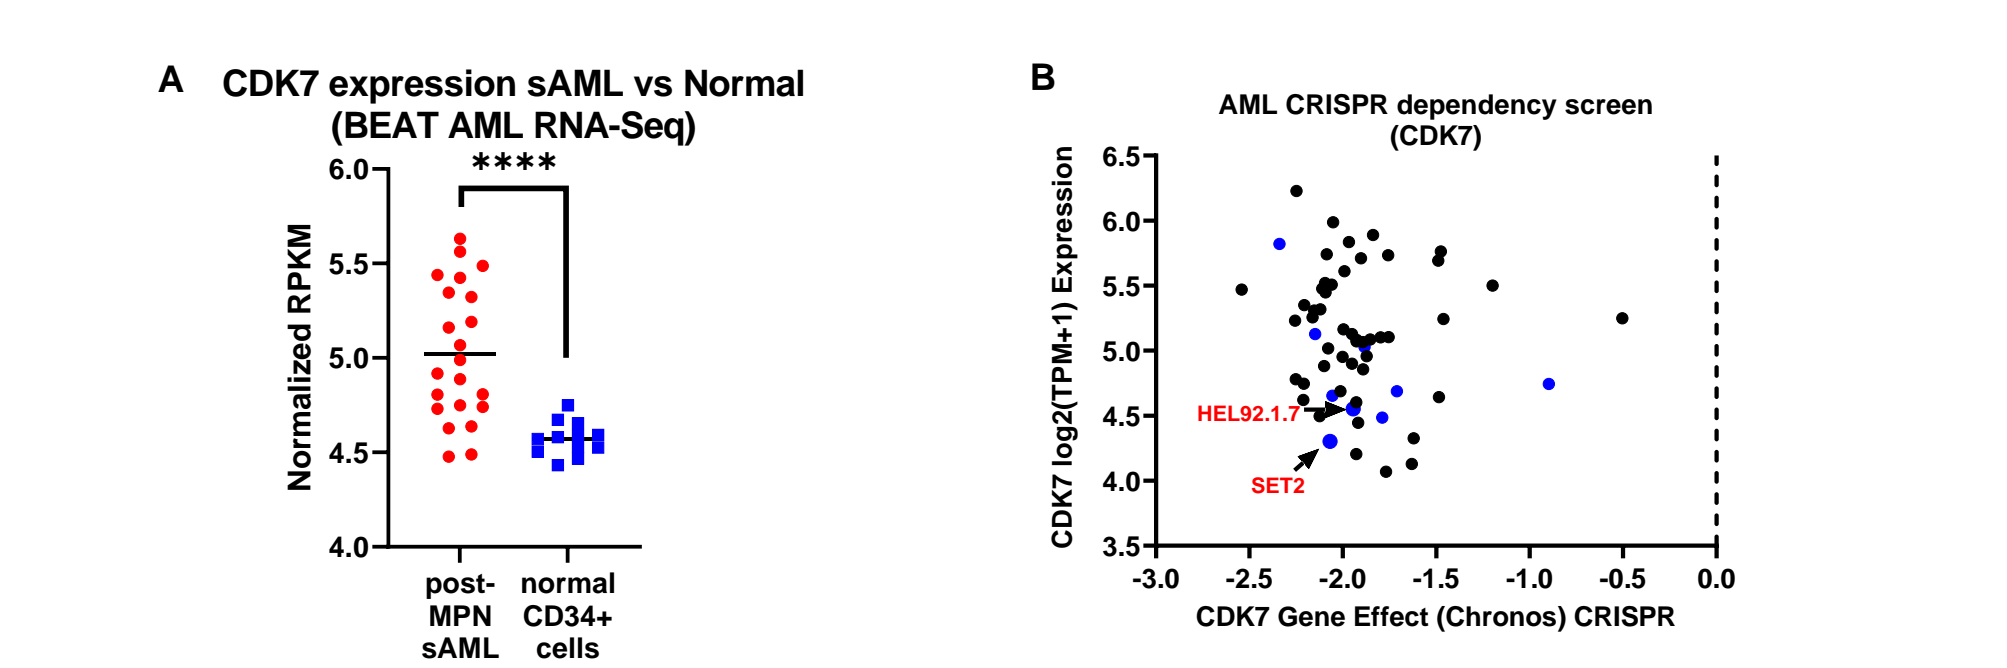 A
CDK7 expression sAML vs Normal
(BEAT AML RNA-Seq)
****
Normalized RPKM
6.0
5.5
5.0
4.5
4.0
post-
MPN
sAML
normal
CD34+
cells
B
AML CRISPR dependency screen
(CDK7)
CDK7 log2(TPM+1) Expression
6.5
6.0
5.5
5.0
4.5
4.0
3.5
HEL92.1.7
SET2
-3.0 -2.5 -2.0 -1.5 -1.0 -0.5 0.0
CDK7 Gene Effect (Chronos) CRISPR